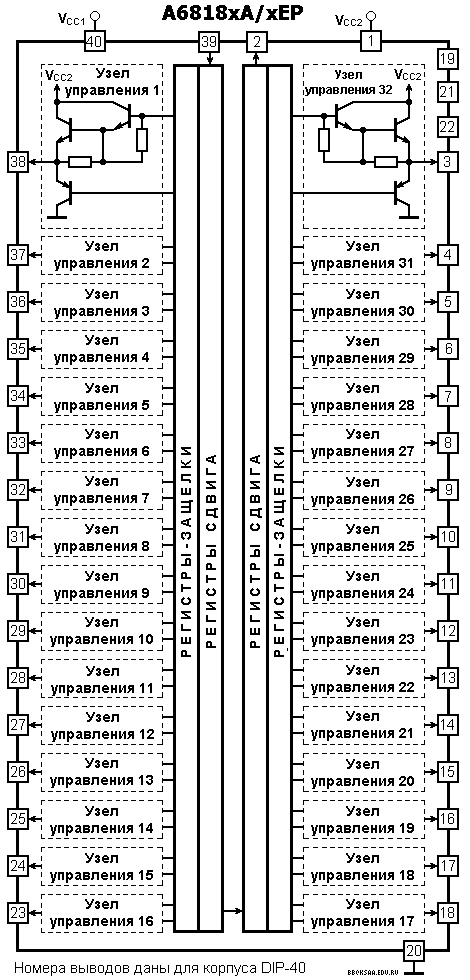 A6818xA/xEP
VCC1 VCC2
40 39 2 1
19
21
22
VCC2 Узел управления 1
Узел управления 32 VCC2
38 3
37 Узел управления 2 Узел управления 31 4
36 Узел управления 3 Узел управления 30 5
35 Узел управления 4 Узел управления 29 6
34 Узел управления 5 Узел управления 28 7
33 Узел управления 6 Узел управления 27 8
32 Узел управления 7 Узел управления 26 9
31 Узел управления 8 Узел управления 25 10
30 Узел управления 9 Узел управления 24 11
29 Узел управления 10 Узел управления 23 12
28 Узел управления 11 Узел управления 22 13
27 Узел управления 12 Узел управления 21 14
26 Узел управления 13 Узел управления 20 15
25 Узел управления 14 Узел управления 19 16
24 Узел управления 15 Узел управления 18 17
23 Узел управления 16 Узел управления 17 18
РЕГИСТРЫ-ЗАЩЕЛКИ
РЕГИСТРЫ СДВИГА
РЕГИСТРЫ СДВИГА
РЕГИСТРЫ-ЗАЩЕЛКИ
20
Номера выводов даны для корпуса DIP-40